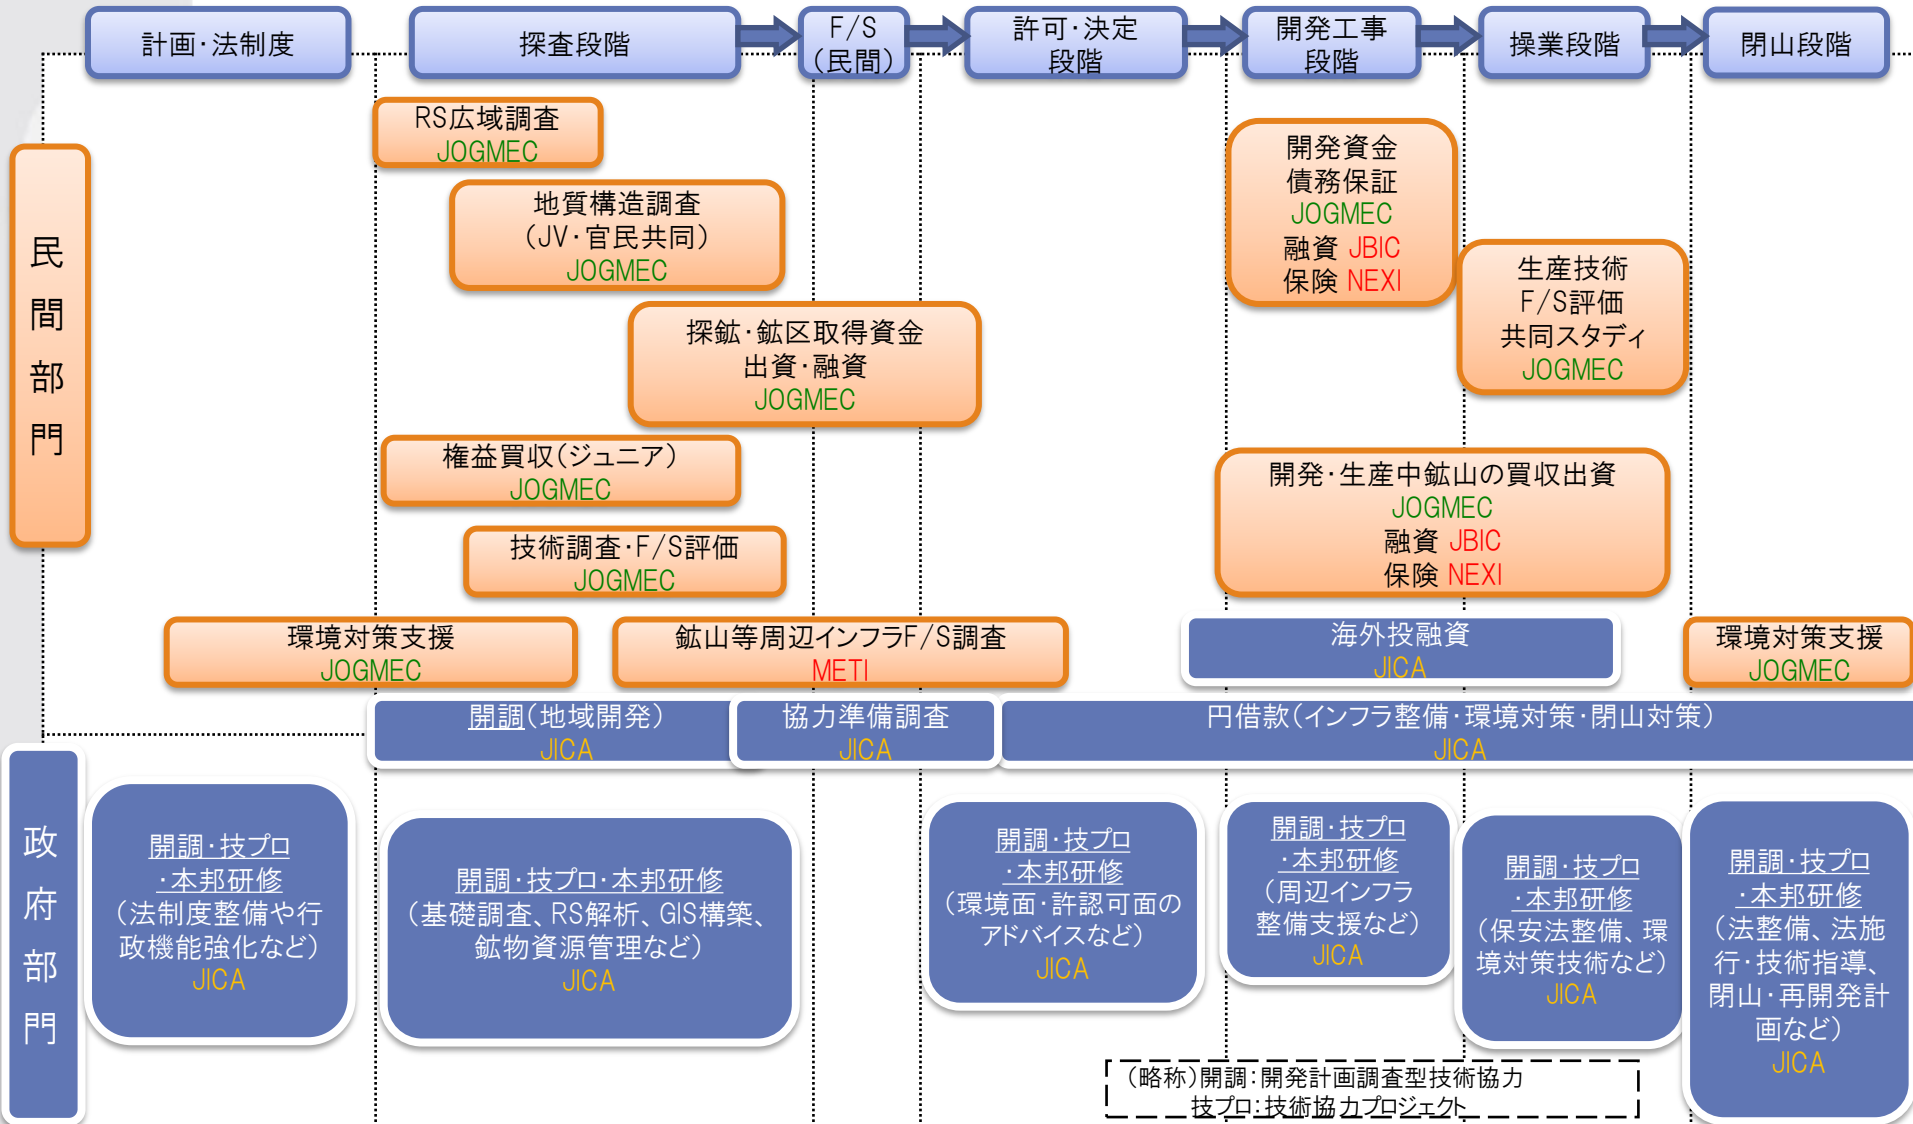 計画・法制度
探査段階
F/S
(民間)
許可・決定
段階
開発工事
段階
操業段階
閉山段階
民
間
部
門
RS広域調査
JOGMEC
地質構造調査
(JV・官民共同)
JOGMEC
探鉱・鉱区取得資金
出資・融資
JOGMEC
権益買収(ジュニア)
JOGMEC
技術調査・F/S評価
JOGMEC
開発資金
債務保証
JOGMEC
融資 JBIC
保険 NEXI
生産技術
F/S評価
共同スタディ
JOGMEC
開発・生産中鉱山の買収出資
JOGMEC
融資 JBIC
保険 NEXI
環境対策支援
JOGMEC
鉱山等周辺インフラF/S調査
METI
海外投融資
JICA
環境対策支援
JOGMEC
開調(地域開発)
JICA
協力準備調査
JICA
円借款(インフラ整備・環境対策・閉山対策)
JICA
政
府
部
門
開調・技プロ
・本邦研修
(法制度整備や行
政機能強化など)
JICA
開調・技プロ・本邦研修
(基礎調査、RS解析、GIS構築、
鉱物資源管理など)
JICA
開調・技プロ
・本邦研修
(環境面・許認可面の
アドバイスなど)
JICA
開調・技プロ
・本邦研修
(周辺インフラ
整備支援など)
JICA
開調・技プロ
・本邦研修
(保安法整備、環
境対策技術など)
JICA
開調・技プロ
・本邦研修
(法整備、法施
行・技術指導、
閉山・再開発計
画など)
JICA
(略称)開調:開発計画調査型技術協力
技プロ:技術協力プロジェクト